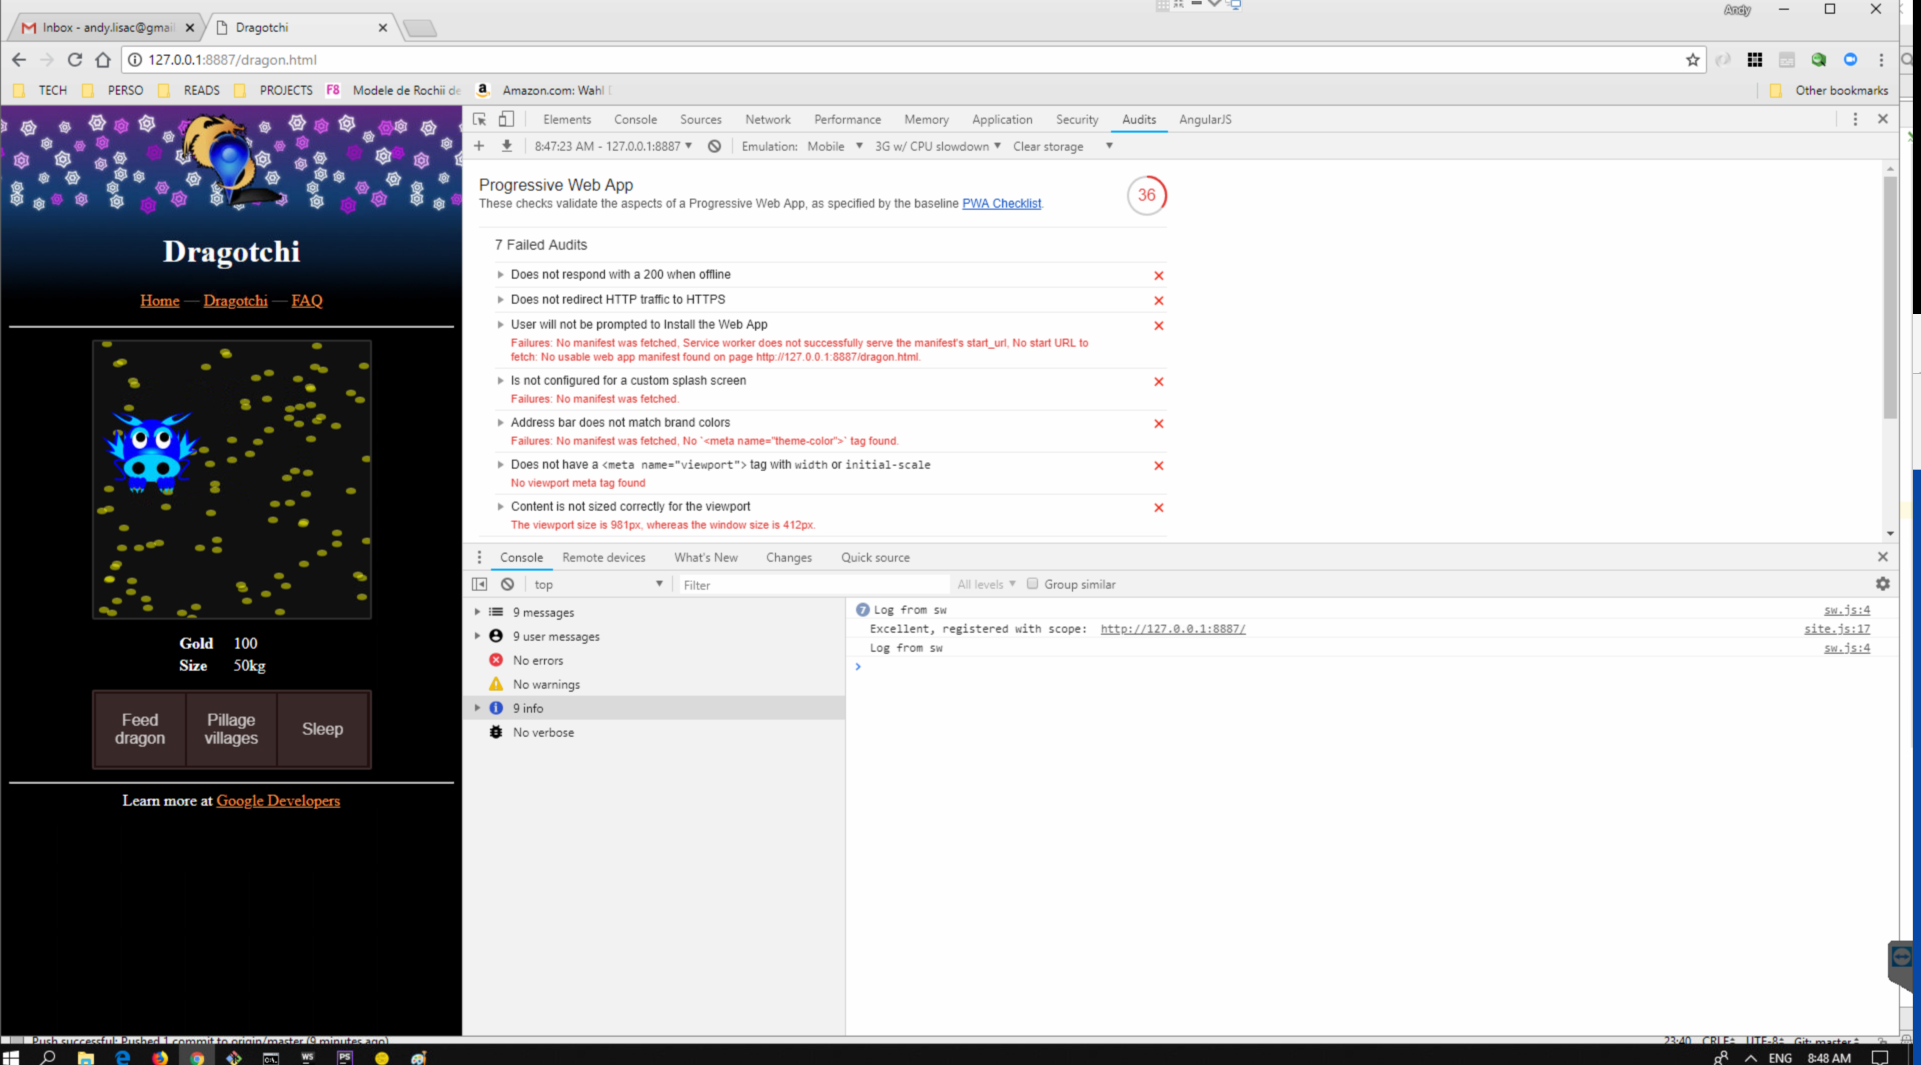 Andy
Inbox - andy.lisac@gmai
Dragotchi
127.0.0.1:8887/dragon.html
TECH PERSO READS PROJECTS F8 Modele de Rochii de Amazon.com: Wahl Other bookmarks
Dragotchi
Home — Dragotchi — FAQ
Gold 100
Size 50kg
Feed dragon
Pillage villages
Sleep
Learn more at Google Developers
Elements Console Sources Network Performance Memory Application Security Audits AngularJS
8:47:23 AM - 127.0.0.1:8887 Emulation: Mobile 3G w/ CPU slowdown Clear storage
Progressive Web App
36
These checks validate the aspects of a Progressive Web App, as specified by the baseline PWA Checklist.
7 Failed Audits
Does not respond with a 200 when offline
Does not redirect HTTP traffic to HTTPS
User will not be prompted to Install the Web App
Failures: No manifest was fetched, Service worker does not successfully serve the manifest's start_url, No start URL to
fetch: No usable web app manifest found on page http://127.0.0.1:8887/dragon.html.
Is not configured for a custom splash screen
Failures: No manifest was fetched.
Address bar does not match brand colors
Failures: No manifest was fetched, No `<meta name="theme-color">` tag found.
Does not have a <meta name="viewport"> tag with width or initial-scale
No viewport meta tag found
Content is not sized correctly for the viewport
The viewport size is 981px, whereas the window size is 412px.
Console Remote devices What's New Changes Quick source
top Filter All levels Group similar
9 messages
9 user messages
No errors
No warnings
9 info
No verbose
7 Log from sw sw.js:4
Excellent, registered with scope: http://127.0.0.1:8887/ site.js:17
Log from sw sw.js:4
Push successful: Pushed 1 commit to origin/master (9 minutes ago)
23:40 CRLF UTF-8 Git: master
WS PS
ENG 8:48 AM